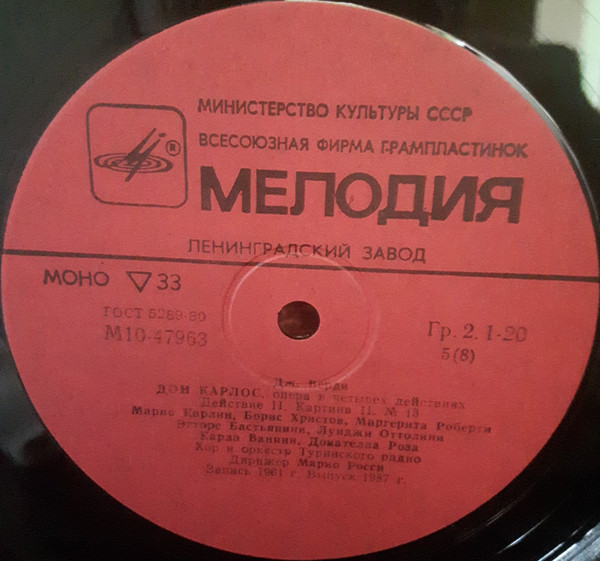 МИНИСТЕРСТВО КУЛЬТУРЫ СССР
ВСЕСОЮЗНАЯ ФИРМА ГРАМПЛАСТИНОК
®
МЕЛОДИЯ
ЛЕНИНГРАДСКИЙ ЗАВОД
МОНО ▽ 33
ГОСТ 5289-80
М10-47963
Гр. 2. 1-20
5(8)
Дж. Верди
ДОН КАРЛОС, опера в четырех действиях
Действие II. Картина II. № 13
Марио Карлин, Борис Христов, Маргерита Роберти
Этторе Бастьянини, Луиджи Оттолини
Карла Ваннини, Донателла Роза
Хор и оркестр Туринского радио
Дирижер Марио Росси
Запись 1961 г. Выпуск 1987 г.